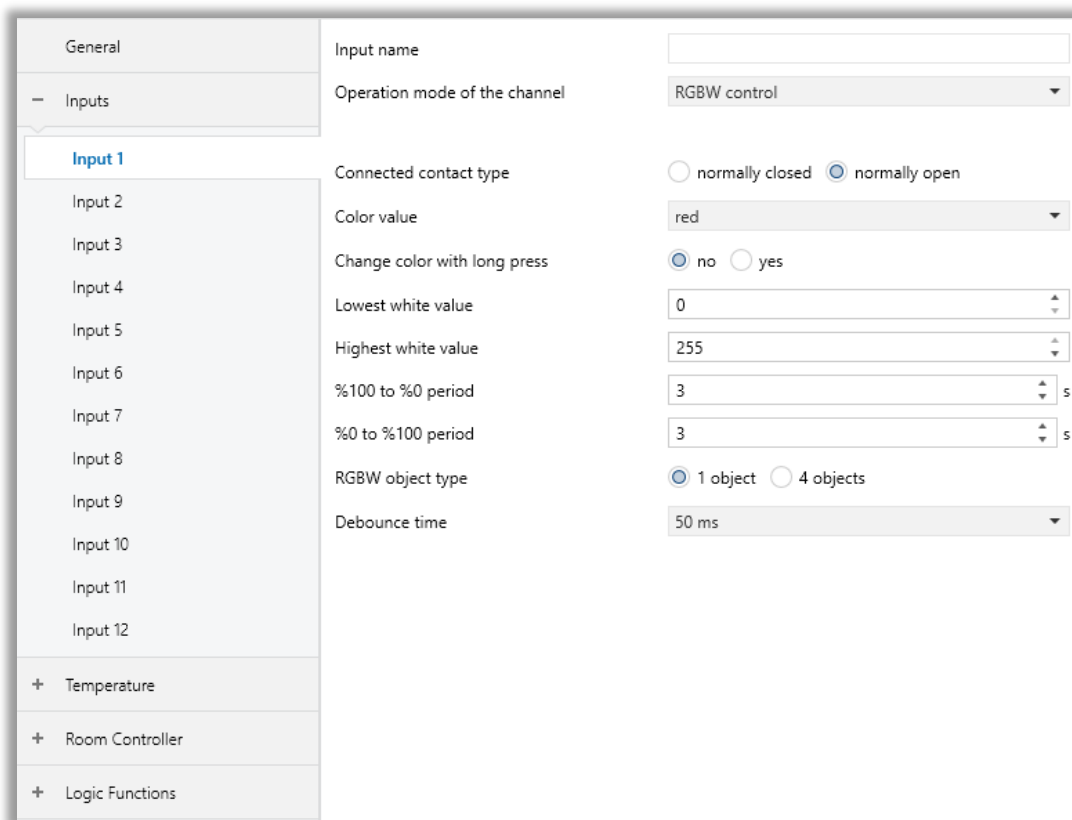 General
Inputs
Input 1
Input 2
Input 3
Input 4
Input 5
Input 6
Input 7
Input 8
Input 9
Input 10
Input 11
Input 12
Temperature
Room Controller
Logic Functions
Input name
Operation mode of the channel RGBW control
Connected contact type normally closed normally open
Color value red
Change color with long press no yes
Lowest white value 0
Highest white value 255
%100 to %0 period 3 s
%0 to %100 period 3 s
RGBW object type 1 object 4 objects
Debounce time 50 ms